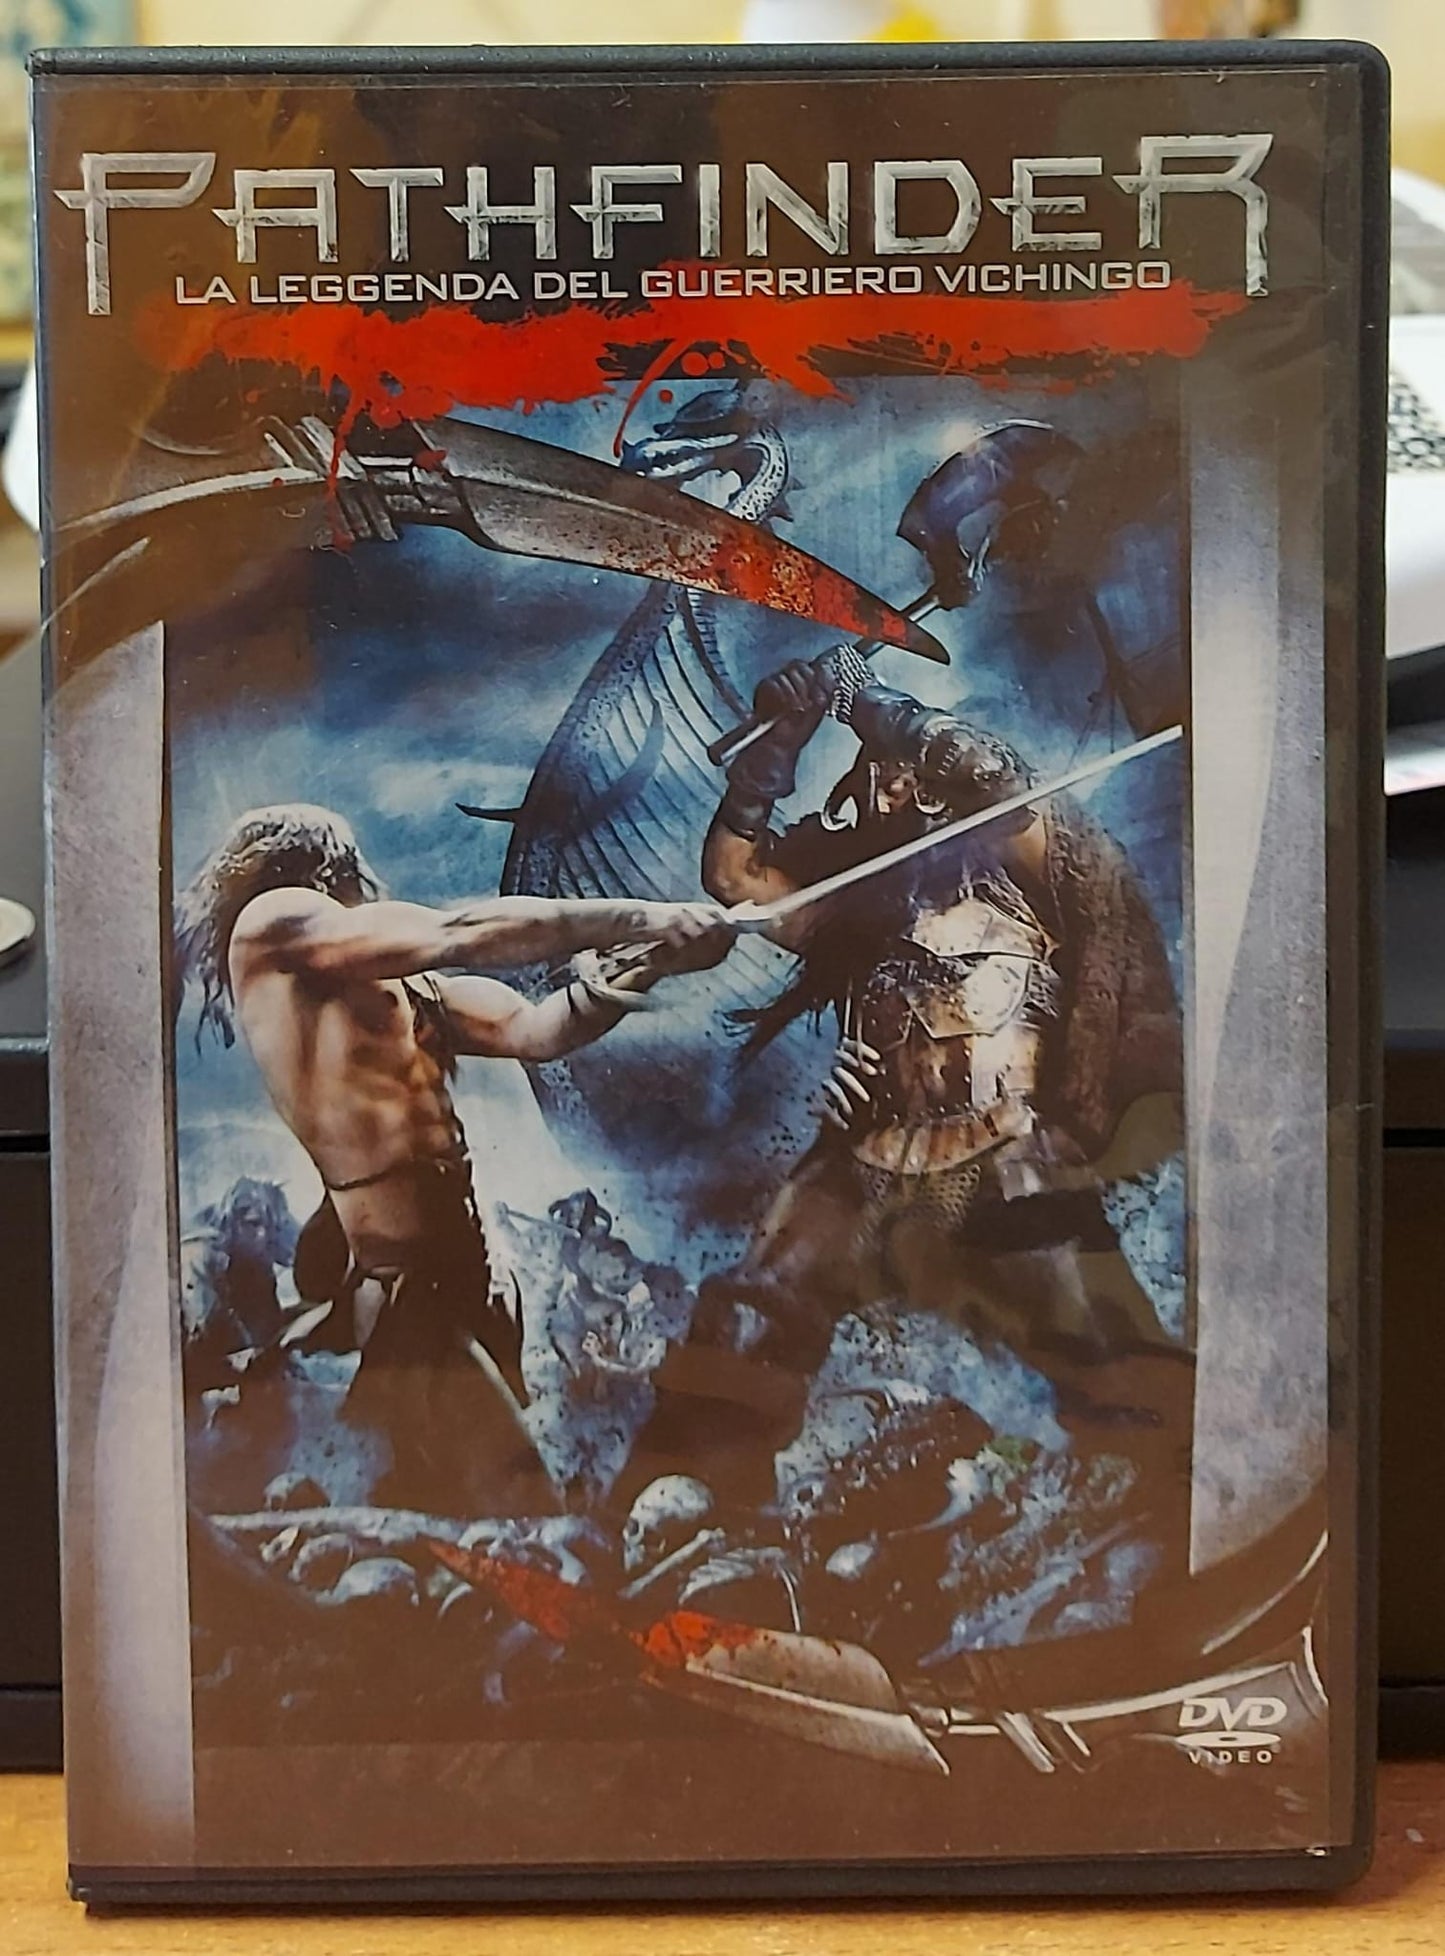 PATHFINDER
LA LEGGENDA DEL GUERRIERO VICHINGO
DVD
VIDEO